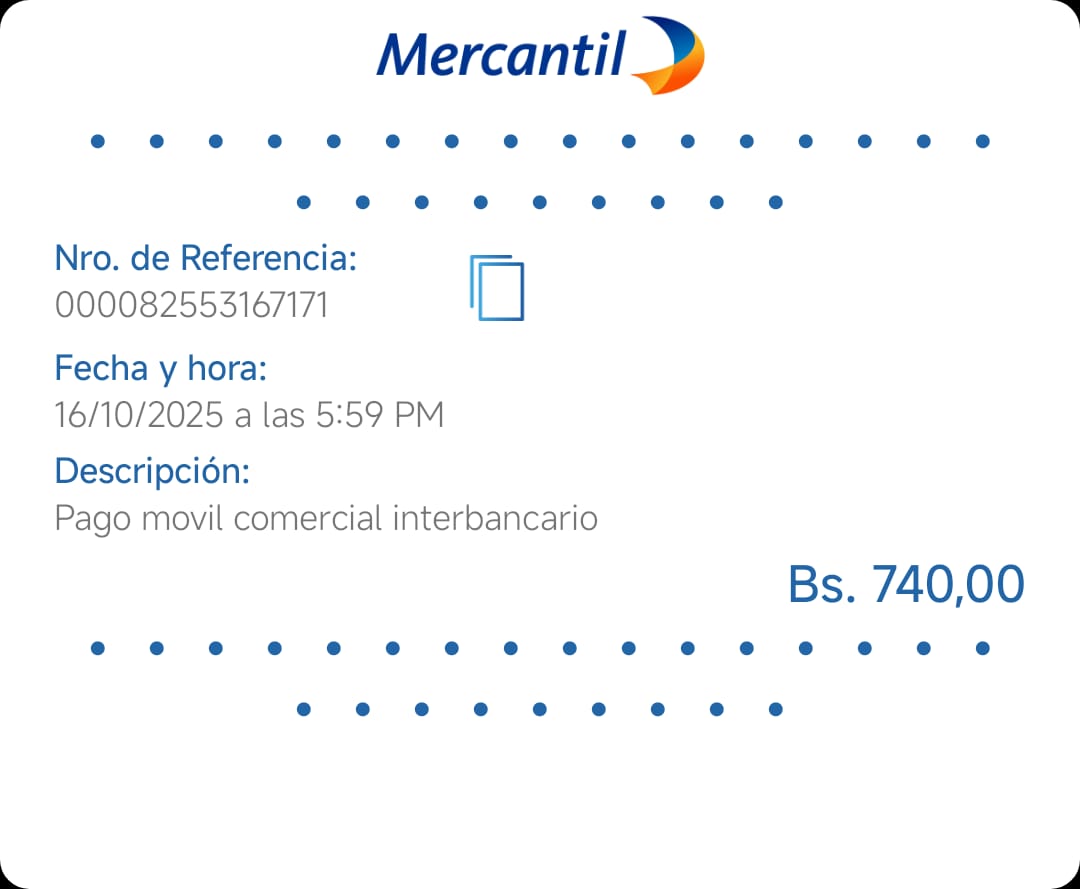 Mercantil
Nro. de Referencia:
000082553167171
Fecha y hora:
16/10/2025 a las 5:59 PM
Descripción:
Pago movil comercial interbancario
Bs. 740,00